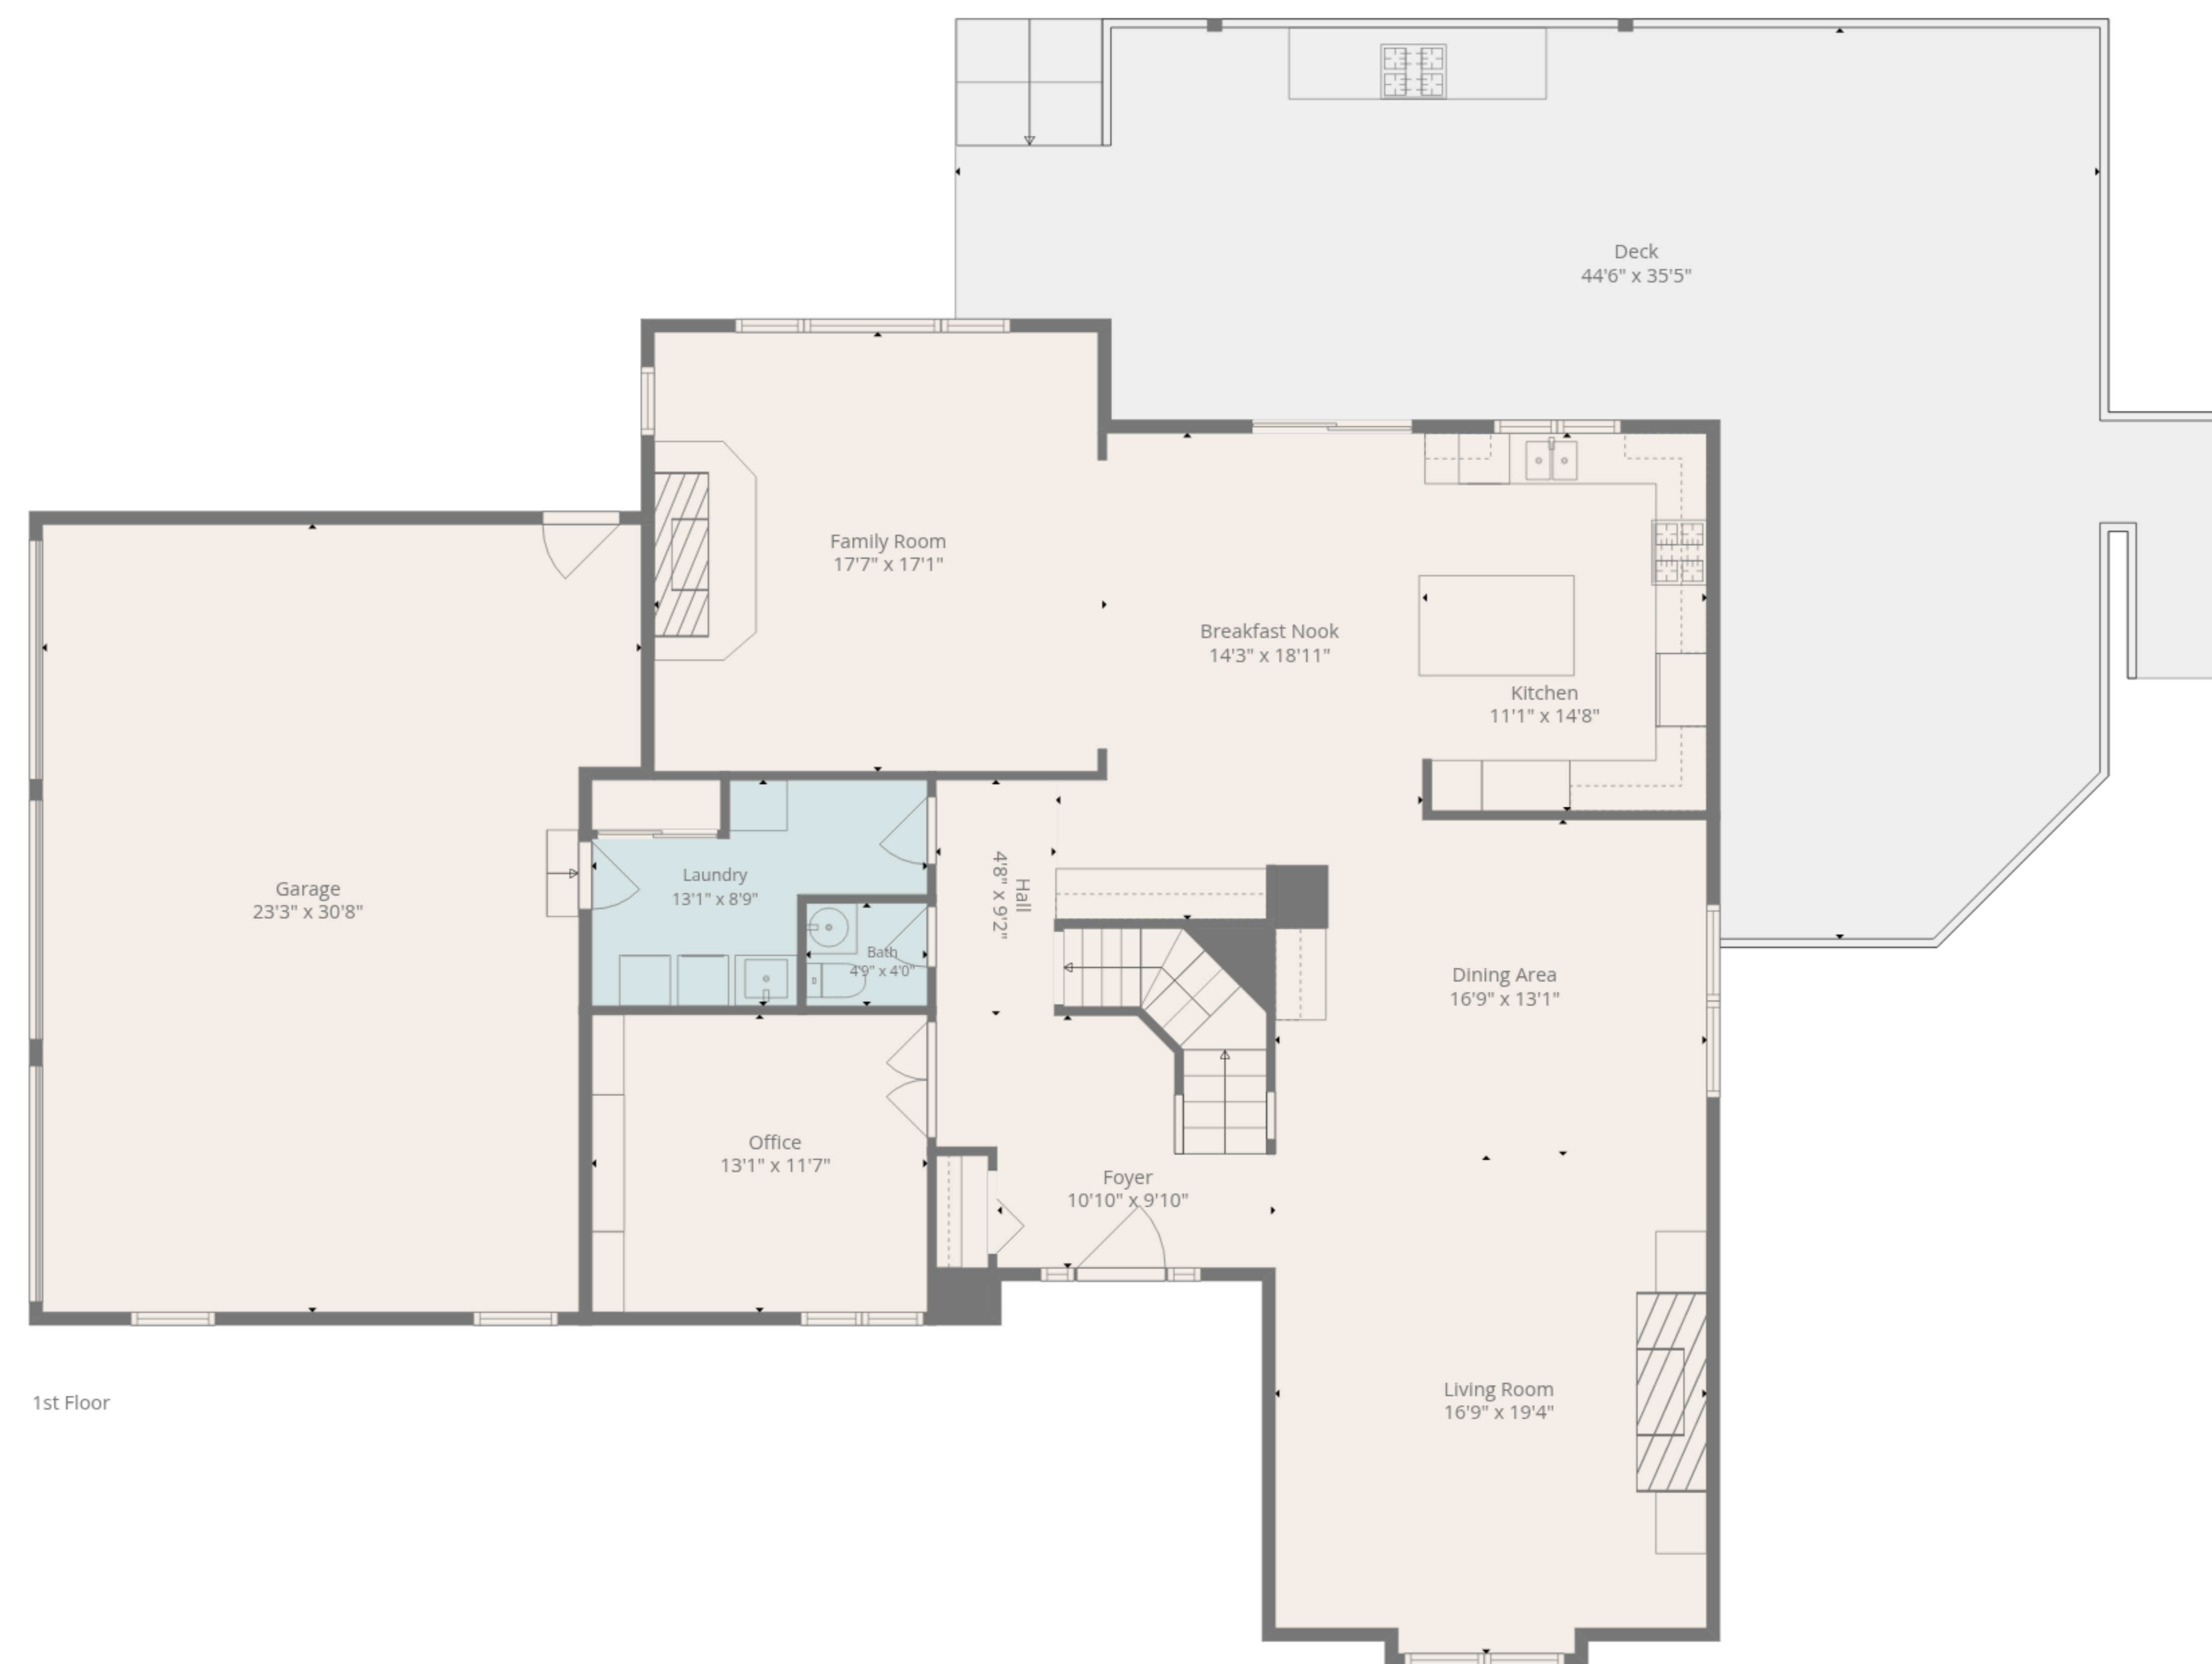 Deck
44'6" x 35'5"
Family Room
17'7" x 17'1"
Breakfast Nook
14'3" x 18'11"
Kitchen
11'1" x 14'8"
Garage
23'3" x 30'8"
Laundry
13'1" x 8'9"
Hall
4'8" x 9'2"
Bath
4'9" x 4'0"
Dining Area
16'9" x 13'1"
Office
13'1" x 11'7"
Foyer
10'10" x 9'10"
Living Room
16'9" x 19'4"
1st Floor